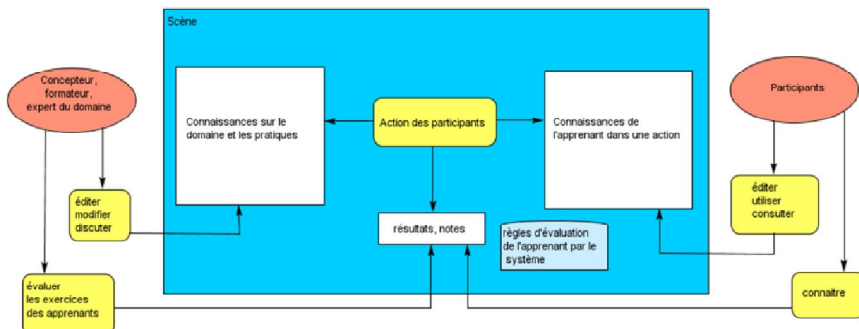 Scène
Concepteur,
formateur,
expert du domaine
Connaissances sur le
domaine et les pratiques
Action des participants
Connaissances de
l'apprenant dans une action
Participants
éditer
modifier
discuter
résultats, notes
règles d'évaluation
de l'apprenant par le
système
éditer
utiliser
consulter
évaluer
les exercices
des apprenants
connaitre